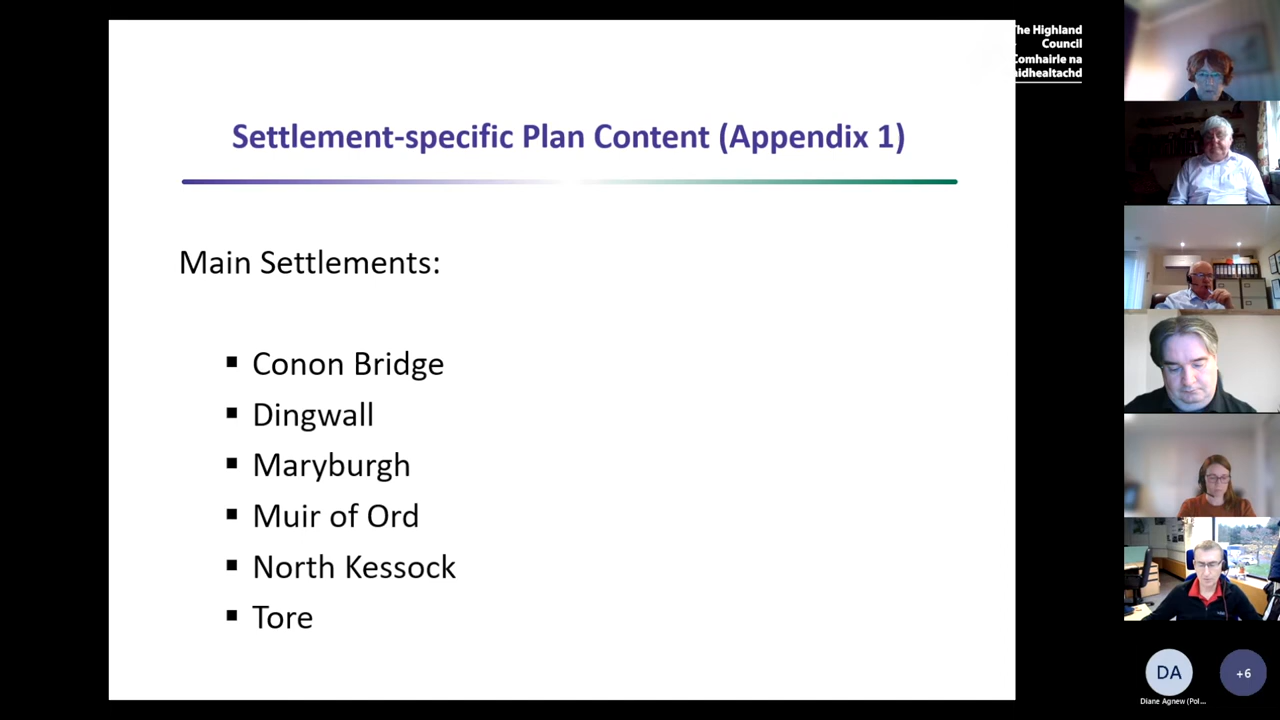 The Highland
Council
Comhairle na
idhealtachd
Settlement-specific Plan Content (Appendix 1)
Main Settlements:
▪ Conon Bridge
▪ Dingwall
▪ Maryburgh
▪ Muir of Ord
▪ North Kessock
▪ Tore
DA
+6
Diane Agnew (Pol...